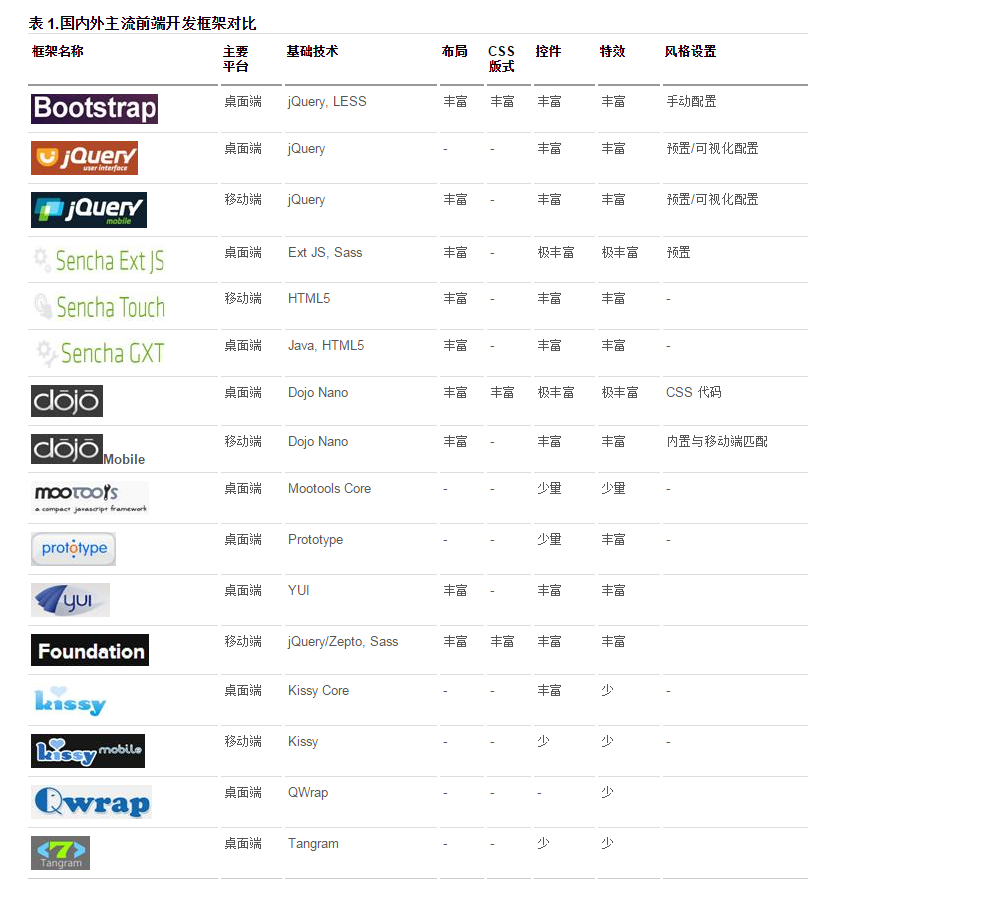 表 1.国内外主流前端开发框架对比
框架名称 主要平台 基础技术 布局 CSS版式 控件 特效 风格设置
Bootstrap 桌面端 jQuery, LESS 丰富 丰富 丰富 丰富 手动配置
jQuery user interface 桌面端 jQuery - - 丰富 丰富 预置/可视化配置
jQuery mobile 移动端 jQuery 丰富 - 丰富 丰富 预置/可视化配置
Sencha Ext JS 桌面端 Ext JS, Sass 丰富 - 极丰富 极丰富 预置
Sencha Touch 移动端 HTML5 丰富 - 丰富 丰富 -
Sencha GXT 桌面端 Java, HTML5 丰富 - 丰富 丰富 -
dōjō 桌面端 Dojo Nano 丰富 丰富 极丰富 极丰富 CSS 代码
dōjō Mobile 移动端 Dojo Nano 丰富 - 丰富 丰富 内置与移动端匹配
mootools a compact javascript framework 桌面端 Mootools Core - - 少量 少量 -
prototype 桌面端 Prototype - - 少量 丰富 -
YUI 桌面端 YUI 丰富 - 丰富 丰富
Foundation 移动端 jQuery/Zepto, Sass 丰富 丰富 丰富 丰富
kissy 桌面端 Kissy Core - - 丰富 少 -
kissy mobile 移动端 Kissy - - 少 少 -
Qwrap 桌面端 QWrap - - - 少
<7> Tangram 桌面端 Tangram - - 少 少